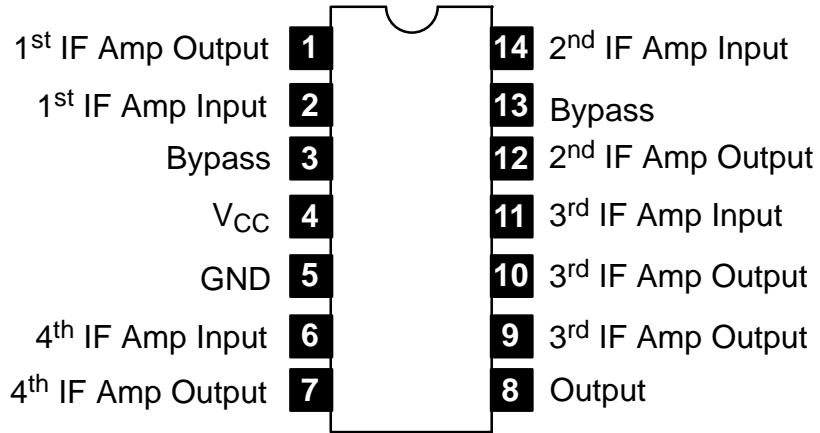 1st IF Amp Output 1
1st IF Amp Input 2
Bypass 3
VCC 4
GND 5
4th IF Amp Input 6
4th IF Amp Output 7
14 2nd IF Amp Input
13 Bypass
12 2nd IF Amp Output
11 3rd IF Amp Input
10 3rd IF Amp Output
9 3rd IF Amp Output
8 Output